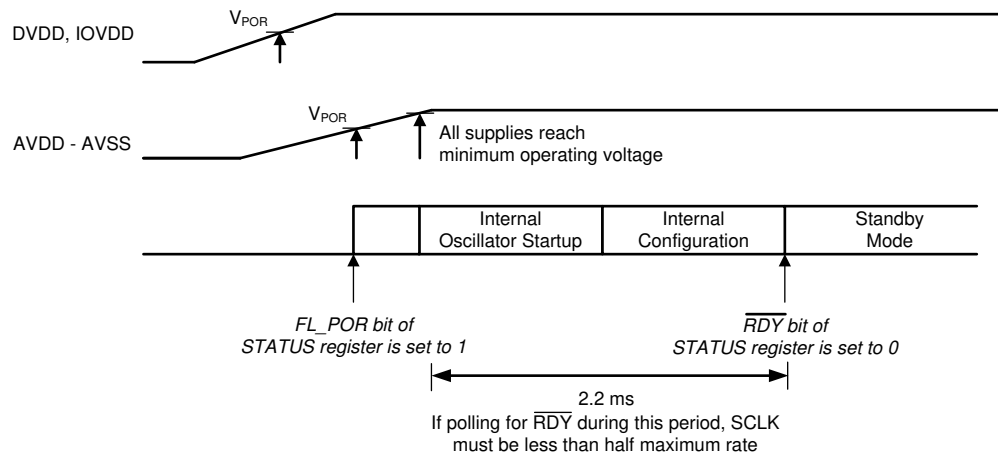 V_POR
DVDD, IOVDD
V_POR
AVDD - AVSS
All supplies reach
minimum operating voltage
Internal
Oscillator Startup
Internal
Configuration
Standby
Mode
FL_POR bit of
STATUS register is set to 1
RDY bit of
STATUS register is set to 0
2.2 ms
If polling for RDY during this period, SCLK
must be less than half maximum rate